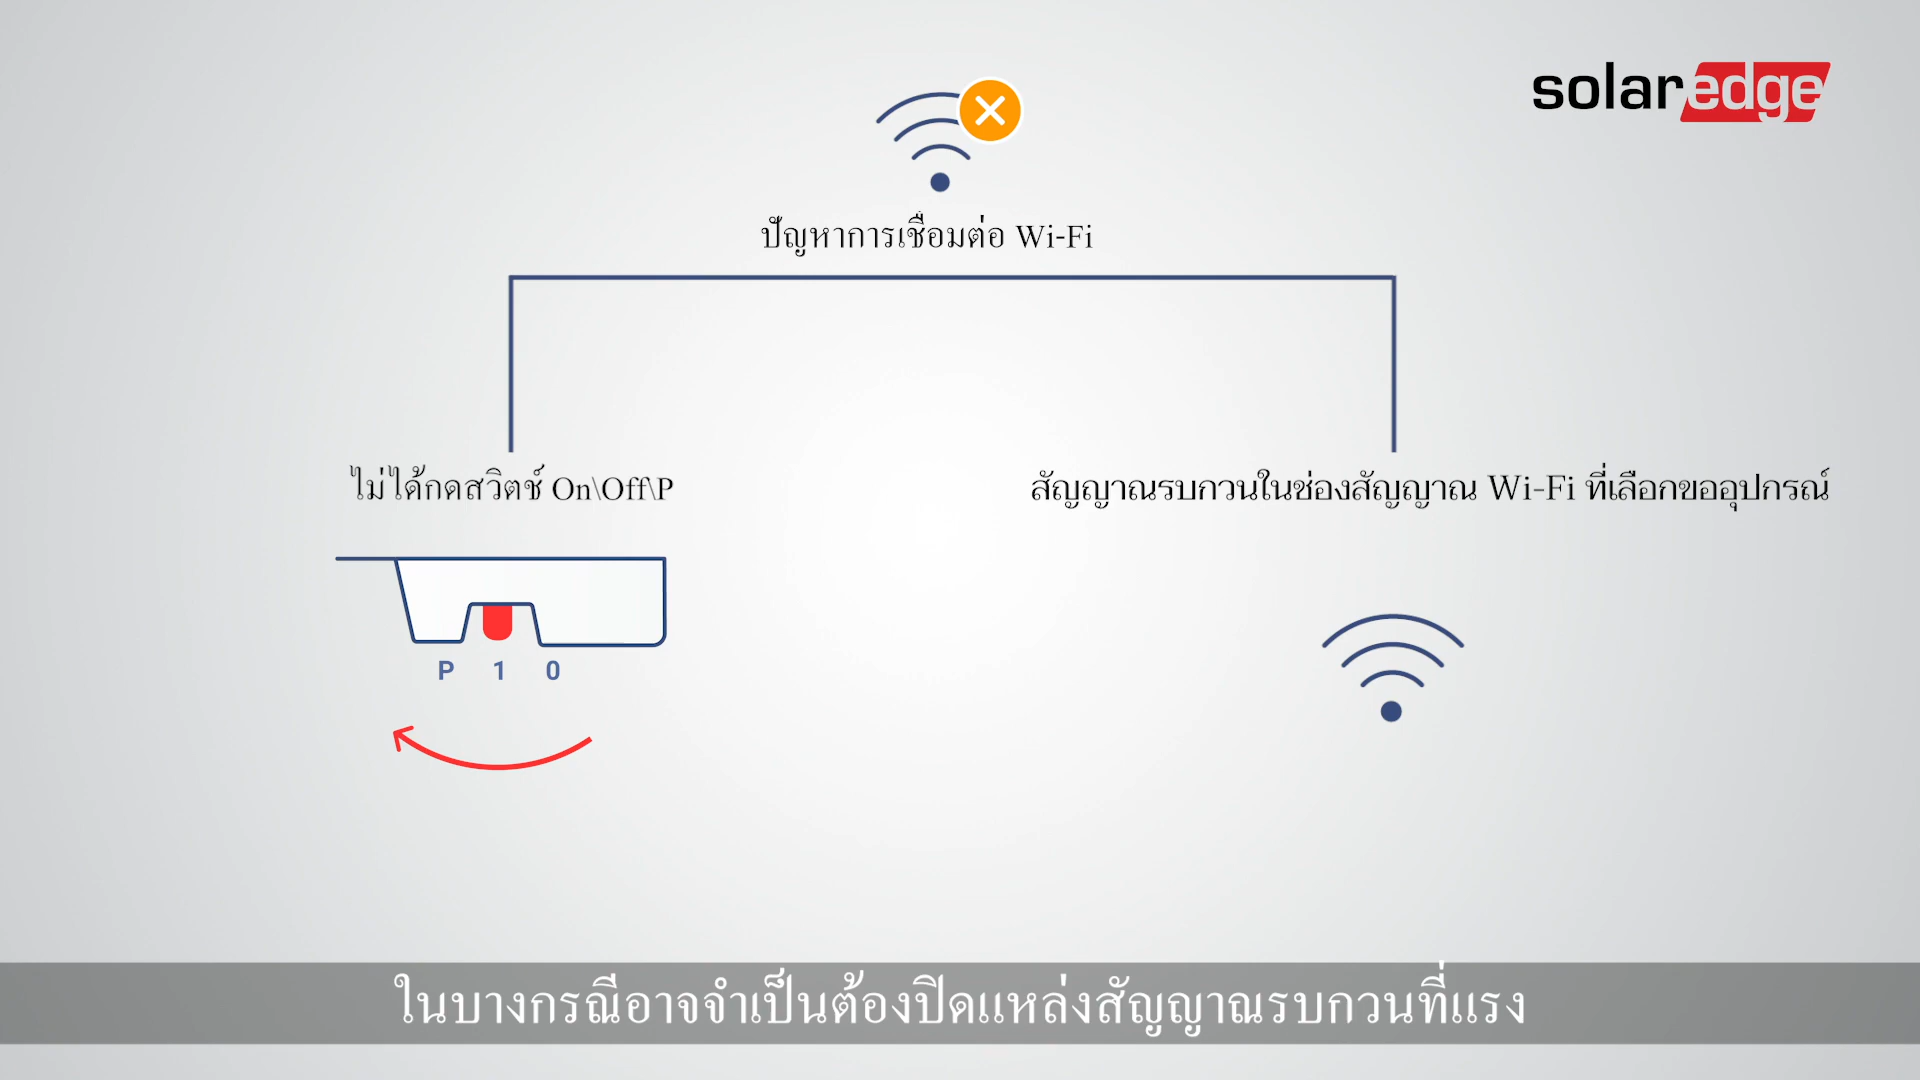 solaredge
ปัญหาการเชื่อมต่อ Wi-Fi
ไม่ได้กดสวิตช์ On\Off\P
สัญญาณรบกวนในช่องสัญญาณ Wi-Fi ที่เลือกขออุปกรณ์
P 1 0
ในบางกรณีอาจจำเป็นต้องปิดแหล่งสัญญาณรบกวนที่แรง